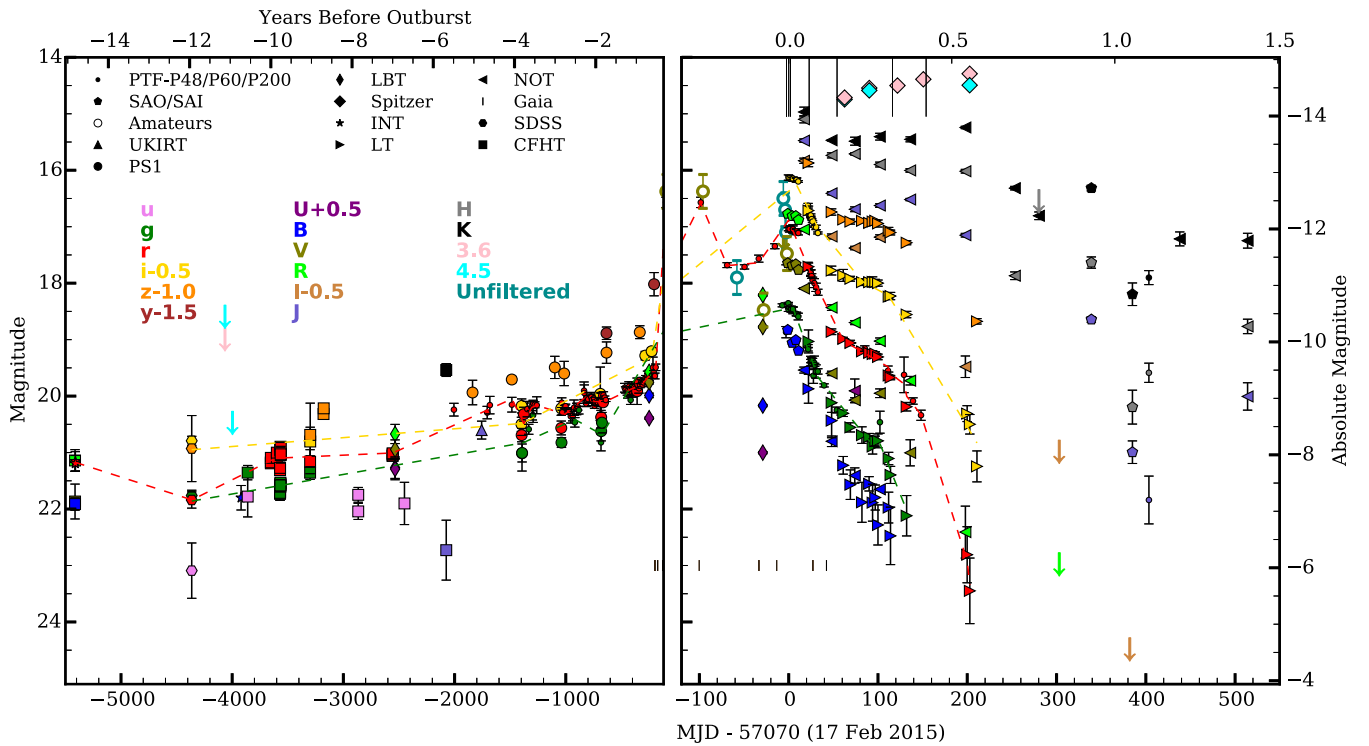 Years Before Outburst
−14 −12 −10 −8 −6 −4 −2 0.0 0.5 1.0 1.5
14 16 18 20 22 24
Magnitude
PTF-P48/P60/P200 LBT NOT
SAO/SAI Spitzer Gaia
Amateurs INT SDSS
UKIRT LT CFHT
PS1
u U+0.5 H
g B K
r V 3.6
i-0.5 R 4.5
z-1.0 I-0.5 Unfiltered
y-1.5 J
−14 −12 −10 −8 −6 −4
Absolute Magnitude
−5000 −4000 −3000 −2000 −1000 0 −100 0 100 200 300 400 500
MJD - 57070 (17 Feb 2015)